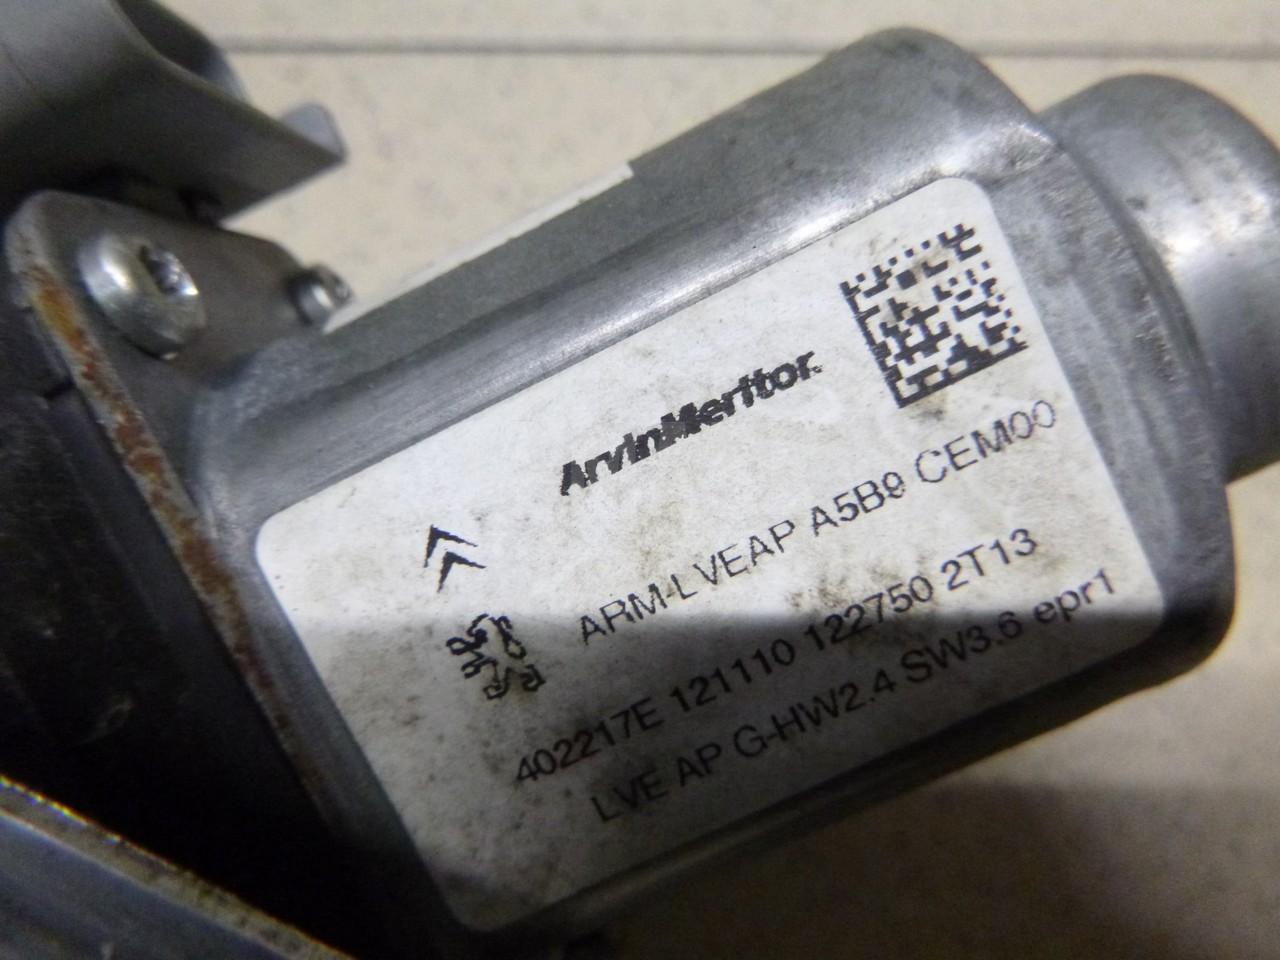 ArvinMeritor.
ARM-LVEAP A5B9 CEM00
402217E 121110 122750 2T13
LVE AP G-HW2.4 SW3.6 epr1